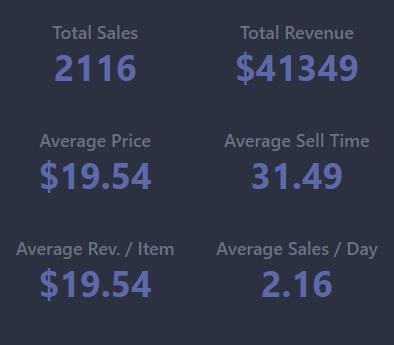 Total Sales
Total Revenue
2116
$41349
Average Price
Average Sell Time
$19.54
31.49
Average Rev. / Item
Average Sales / Day
$19.54
2.16